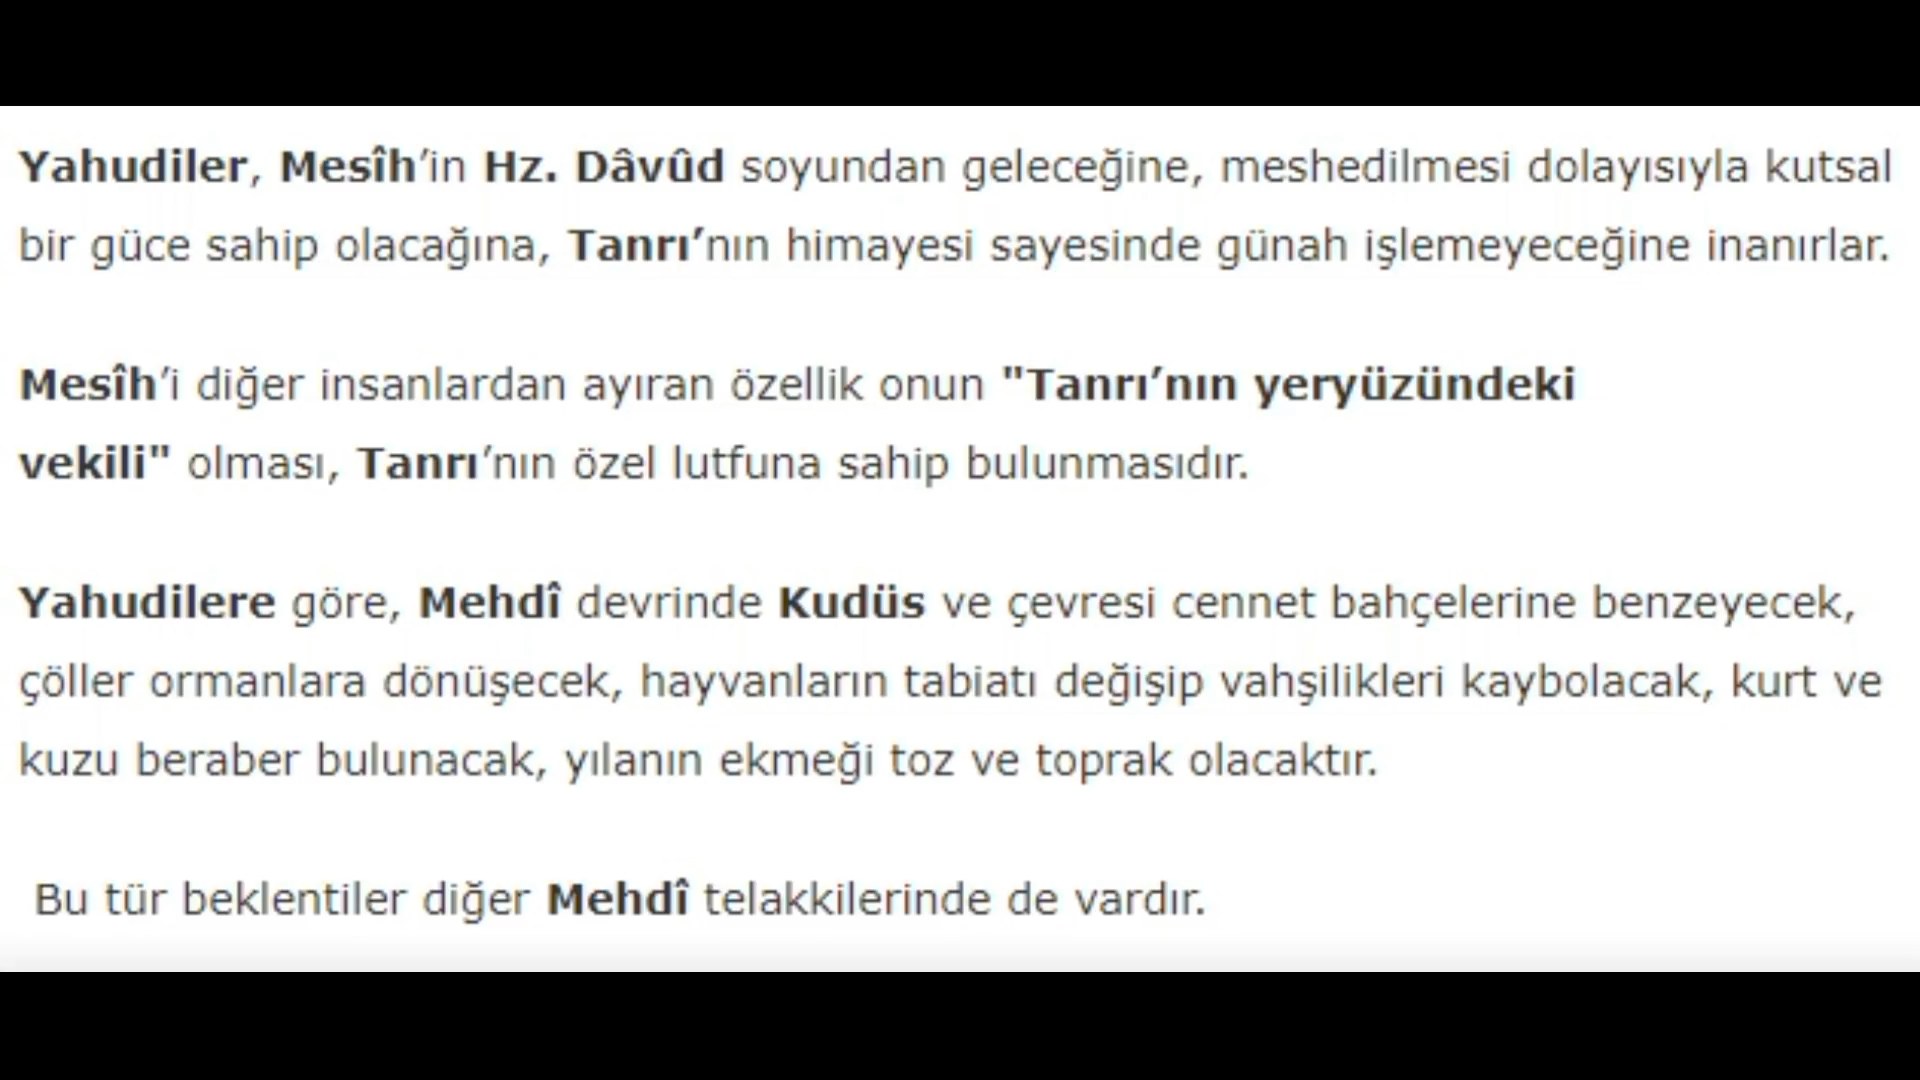 Yahudiler, Mesîh’in Hz. Dâvûd soyundan geleceğine, meshedilmesi dolayısıyla kutsal
bir güce sahip olacağına, Tanrı’nın himayesi sayesinde günah işlemeyeceğine inanırlar.
Mesîh’i diğer insanlardan ayıran özellik onun "Tanrı’nın yeryüzündeki
vekili" olması, Tanrı’nın özel lutfuna sahip bulunmasıdır.
Yahudilere göre, Mehdî devrinde Kudüs ve çevresi cennet bahçelerine benzeyecek,
çöller ormanlara dönüşecek, hayvanların tabiatı değişip vahşilikleri kaybolacak, kurt ve
kuzu beraber bulunacak, yılanın ekmeği toz ve toprak olacaktır.
Bu tür beklentiler diğer Mehdî telakkilerinde de vardır.